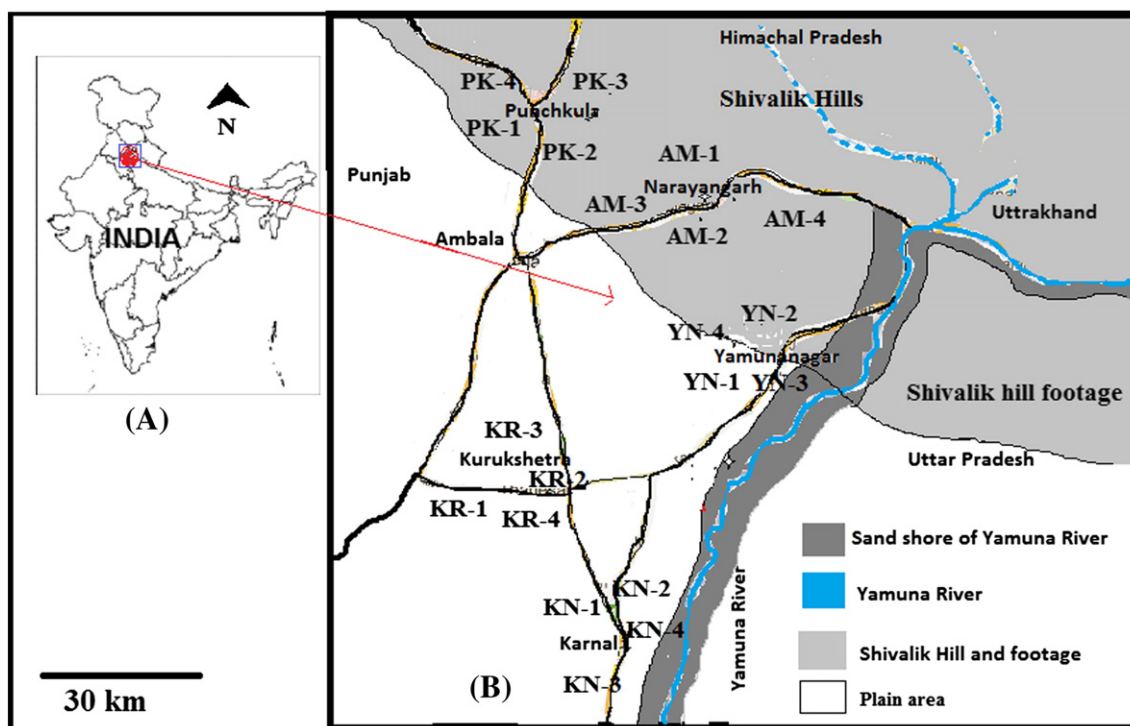 N
INDIA
(A)
30 km
Himachal Pradesh
PK-4
PK-3
Punchkula
Shivalik Hills
PK-1
PK-2
AM-1
Punjab
Narayangarh
AM-3
AM-4
Uttrakhand
Ambala
AM-2
YN-2
YN-4
Yamunanagar
YN-1
YN-3
Shivalik hill footage
KR-3
Kurukshetra
Uttar Pradesh
KR-2
KR-1
KR-4
Sand shore of Yamuna River
Yamuna River
Yamuna River
KN-2
KN-1
KN-4
Karnal
Shivalik Hill and footage
KN-3
(B)
Plain area